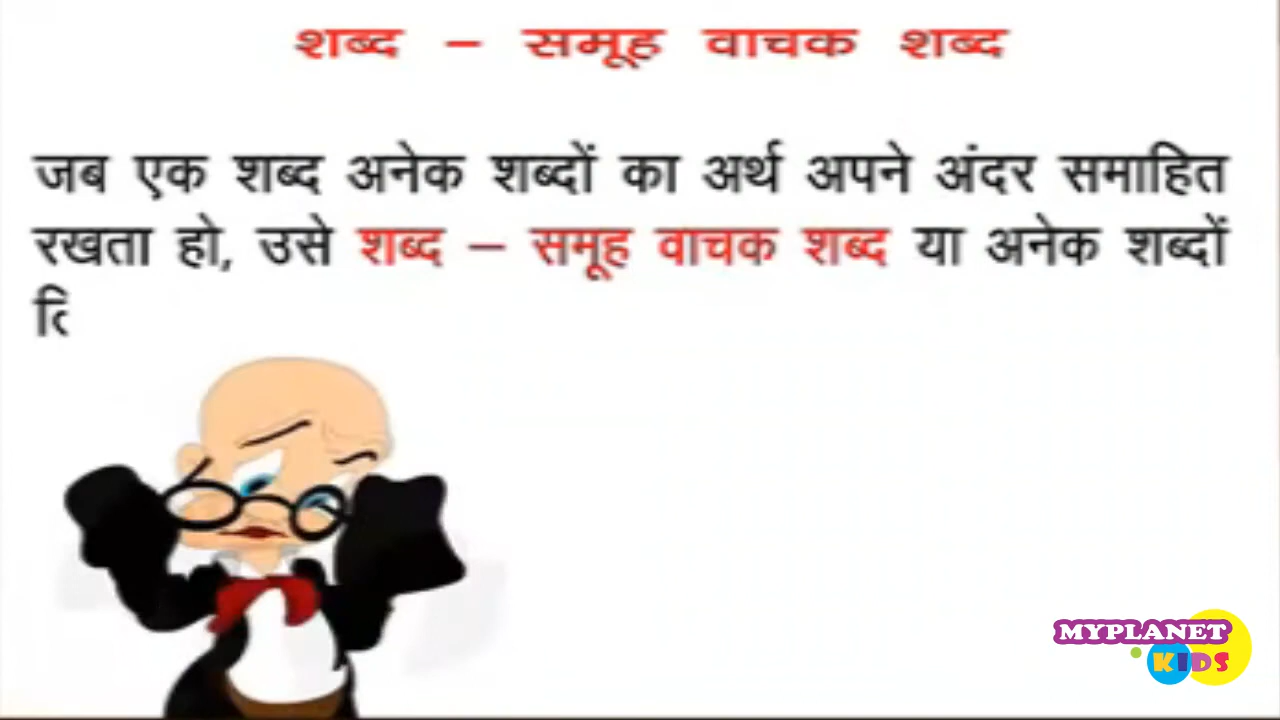 शब्द – समूह वाचक शब्द
जब एक शब्द अनेक शब्दों का अर्थ अपने अंदर समाहित
रखता हो, उसे शब्द – समूह वाचक शब्द या अनेक शब्दों
MYPLANET
KIDS